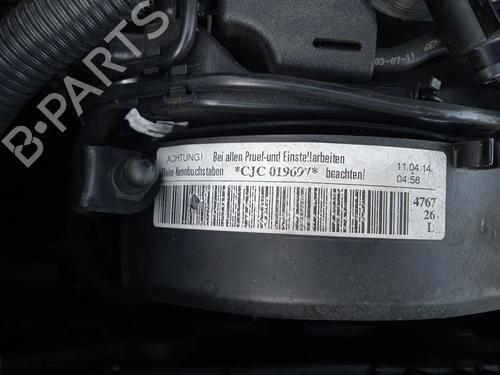 B-PARTS
03-07-11
ACHTUNG! Bei allen Pruef-und Einstellarbeiten
Motor-Kennbuchstaben *CJC 019697* beachten!
11.04.14
04:56
4767
26
L